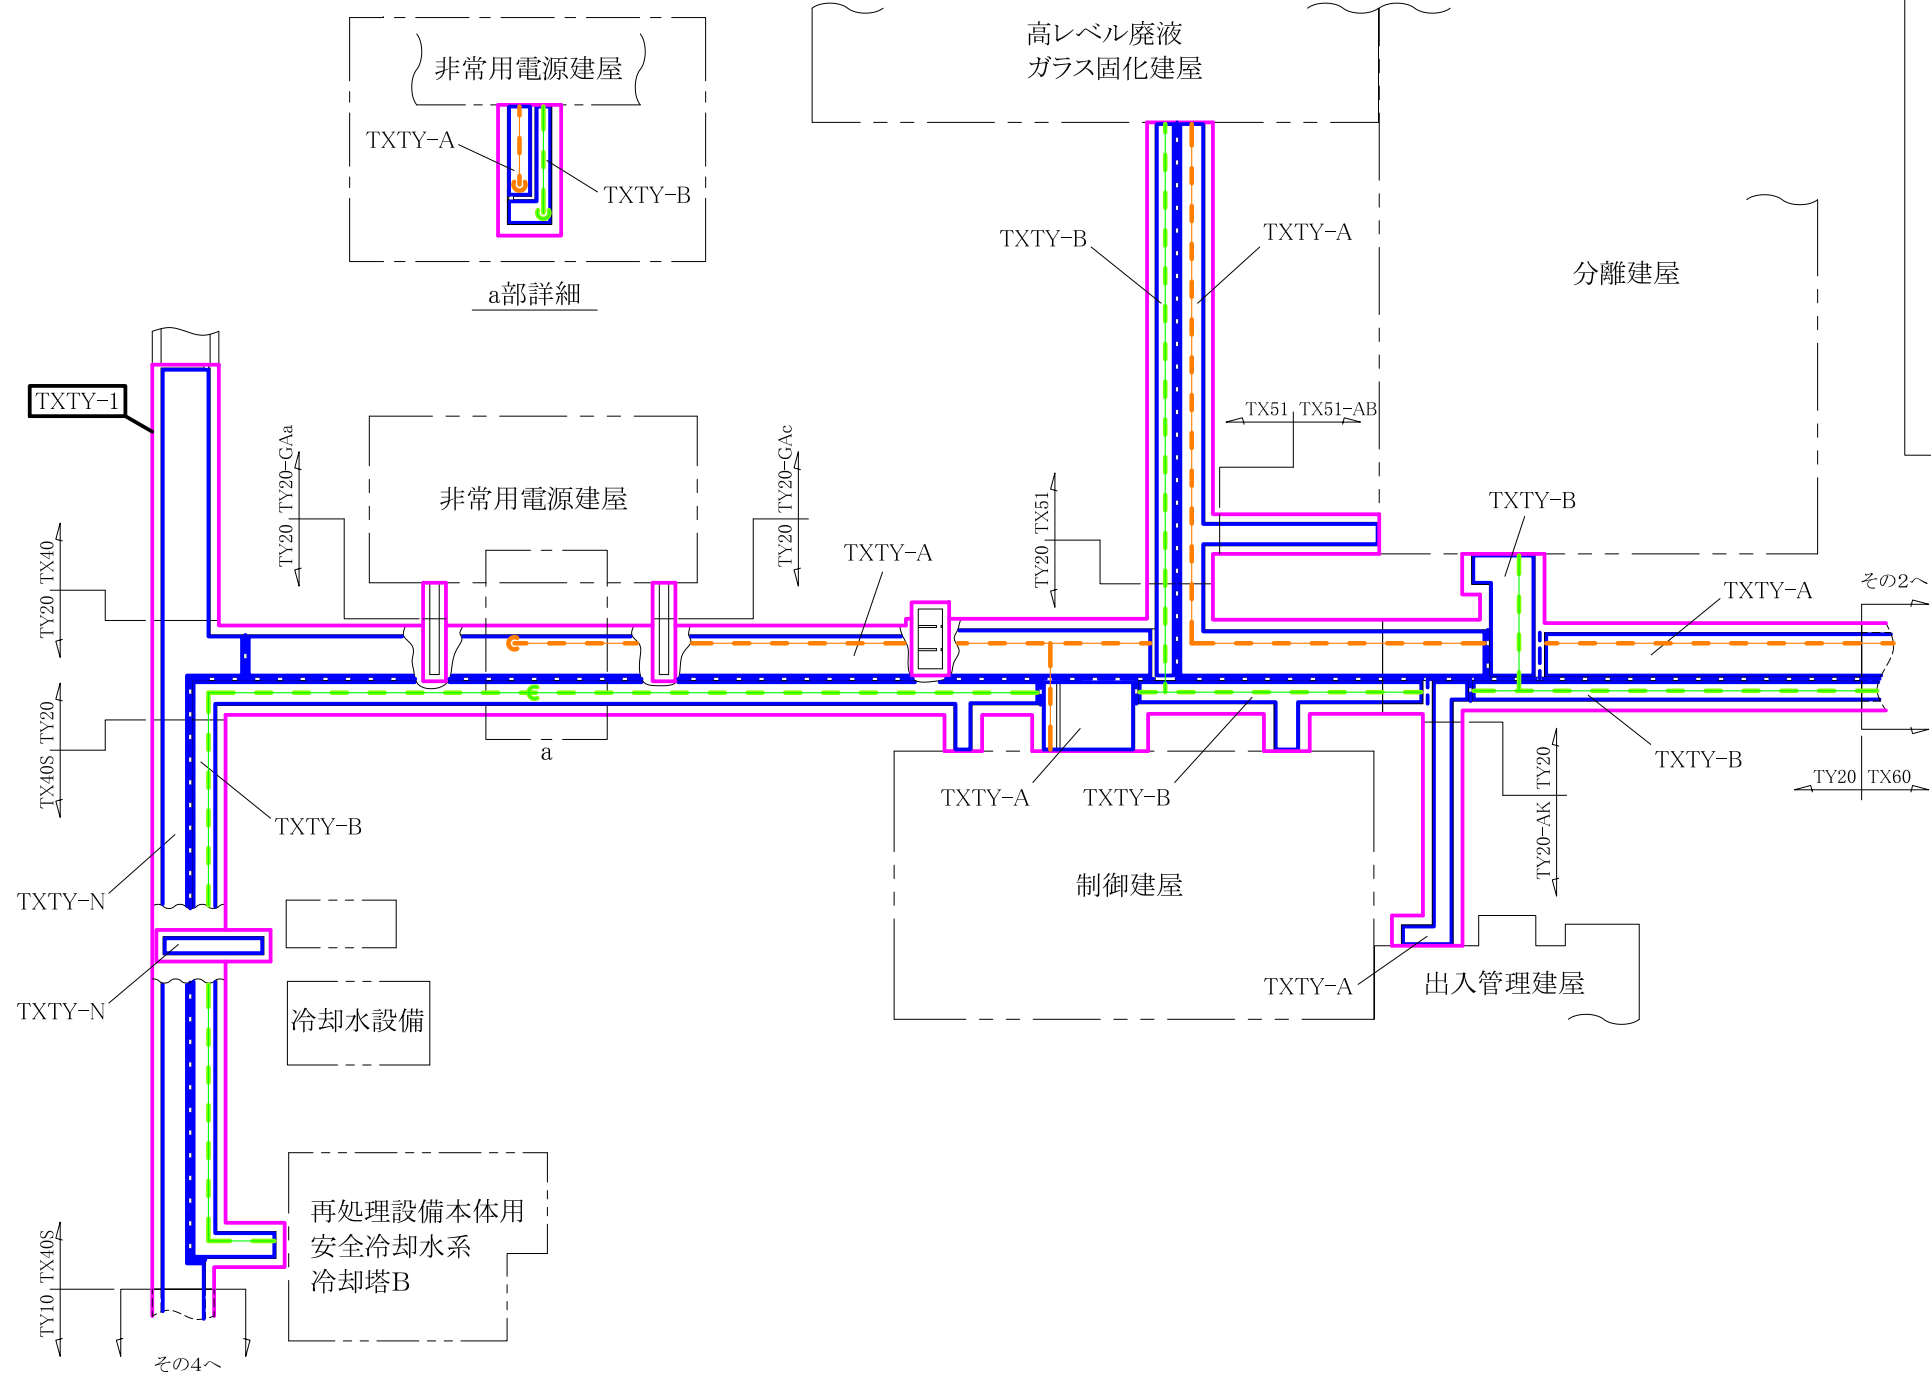 高レベル廃液
ガラス固化建屋
非常用電源建屋
TXTY-A
TXTY-B
a部詳細
TXTY-B
TXTY-A
分離建屋
TXTY-1
TX51
TX51-AB
TY20
TY20-GAa
TY20
TY20-GAc
非常用電源建屋
TY20
TX51
TXTY-B
TXTY-A
TY20
TX40
その2へ
TXTY-A
TX40S
TY20
a
TXTY-B
TXTY-A
TXTY-B
TXTY-B
TY20
TX60
TY20-AK
TY20
TXTY-N
制御建屋
TXTY-A
出入管理建屋
TXTY-N
冷却水設備
再処理設備本体用
安全冷却水系
冷却塔B
TY10
TX40S
その4へ